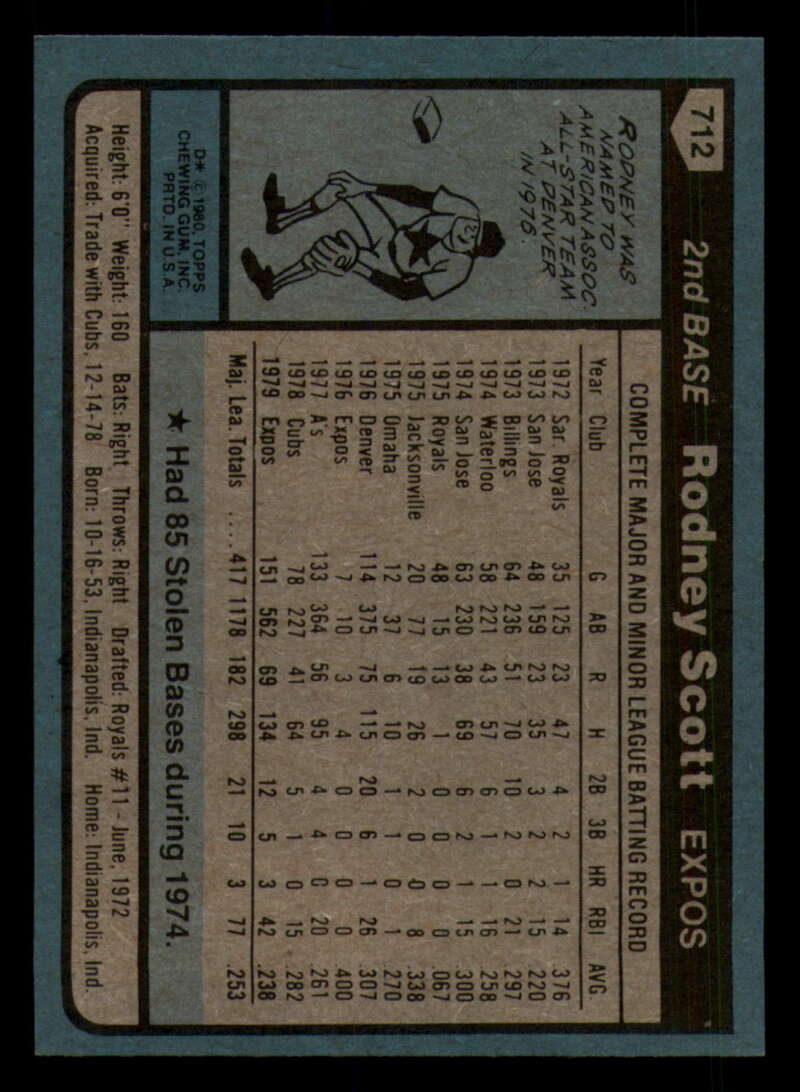 712 2nd BASE Rodney Scott EXPOS
RODNEY WAS
NAMED TO
AMERICAN ASSOC.
ALL-STAR TEAM
AT DENVER
IN 1976.
D* © 1980, TOPPS
CHEWING GUM, INC.
PRTD. IN U.S.A.
COMPLETE MAJOR AND MINOR LEAGUE BATTING RECORD
Year Club G AB R H 2B 3B HR RBI AVG
1972 Sar. Royals 35 125 23 47 4 2 1 14 .376
1973 San Jose 48 159 23 35 3 2 2 15 .220
1973 Billings 64 236 51 70 10 2 0 21 .297
1974 Waterloo 58 221 43 57 6 1 1 16 .258
1974 San Jose 63 230 38 69 6 2 1 15 .300
1975 Royals 48 15 13 1 0 0 0 0 .067
1975 Jacksonville 20 77 19 26 2 0 0 8 .338
1975 Omaha 12 37 6 10 1 1 0 1 .270
1976 Denver 114 375 75 115 20 6 1 26 .307
1976 Expos 7 10 3 4 0 0 0 0 .400
1977 A's 133 364 56 95 4 4 0 20 .261
1978 Cubs 78 227 41 64 5 1 0 15 .282
1979 Expos 151 562 69 134 12 5 3 42 .238
Maj. Lea. Totals .... 417 1178 182 298 21 10 3 77 .253
★ Had 85 Stolen Bases during 1974.
Height: 6'0" Weight: 160 Bats: Right Throws: Right Drafted: Royals #11 - June, 1972
Acquired: Trade with Cubs, 12-14-78 Born: 10-16-53, Indianapolis, Ind. Home: Indianapolis, Ind.